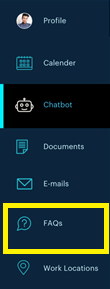 Profile
Calender
Chatbot
Documents
E-mails
FAQs
Work Locations